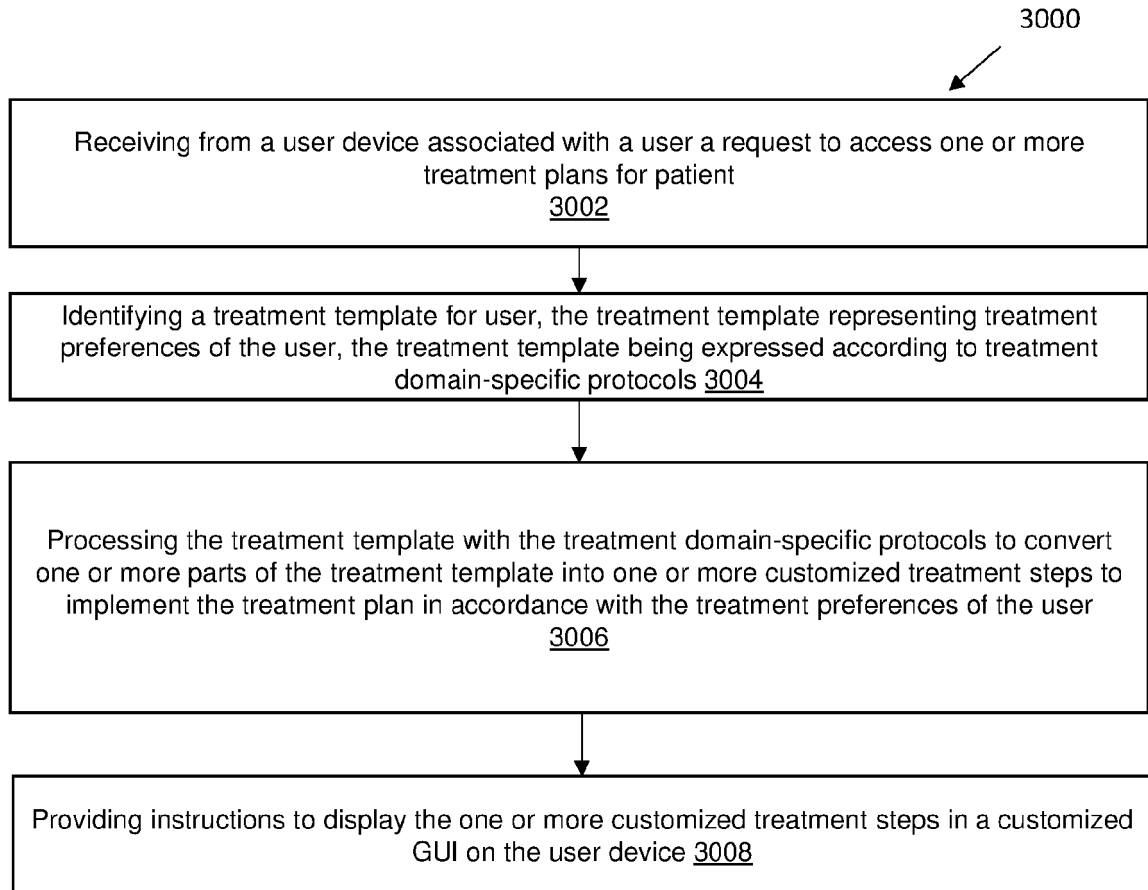 3000
Receiving from a user device associated with a user a request to access one or more
treatment plans for patient
3002
Identifying a treatment template for user, the treatment template representing treatment
preferences of the user, the treatment template being expressed according to treatment
domain-specific protocols 3004
Processing the treatment template with the treatment domain-specific protocols to convert
one or more parts of the treatment template into one or more customized treatment steps to
implement the treatment plan in accordance with the treatment preferences of the user
3006
Providing instructions to display the one or more customized treatment steps in a customized
GUI on the user device 3008